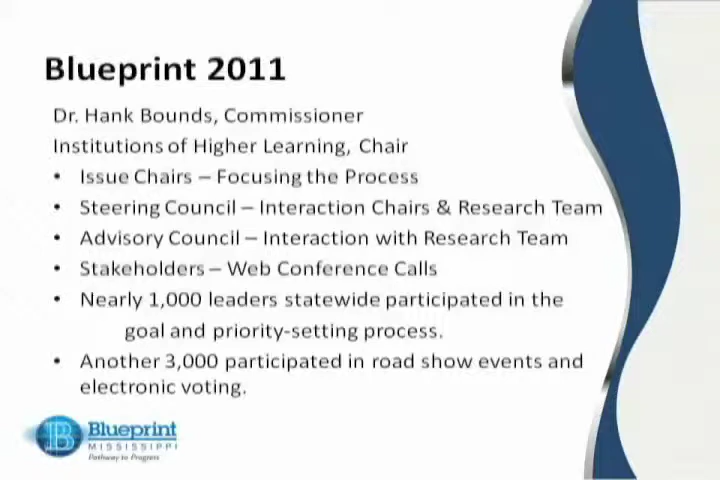 Blueprint 2011
Dr. Hank Bounds, Commissioner
Institutions of Higher Learning, Chair
• Issue Chairs – Focusing the Process
• Steering Council – Interaction Chairs & Research Team
• Advisory Council – Interaction with Research Team
• Stakeholders – Web Conference Calls
• Nearly 1,000 leaders statewide participated in the
goal and priority-setting process.
• Another 3,000 participated in road show events and
electronic voting.
B Blueprint
MISSISSIPPI
Pathway to Progress